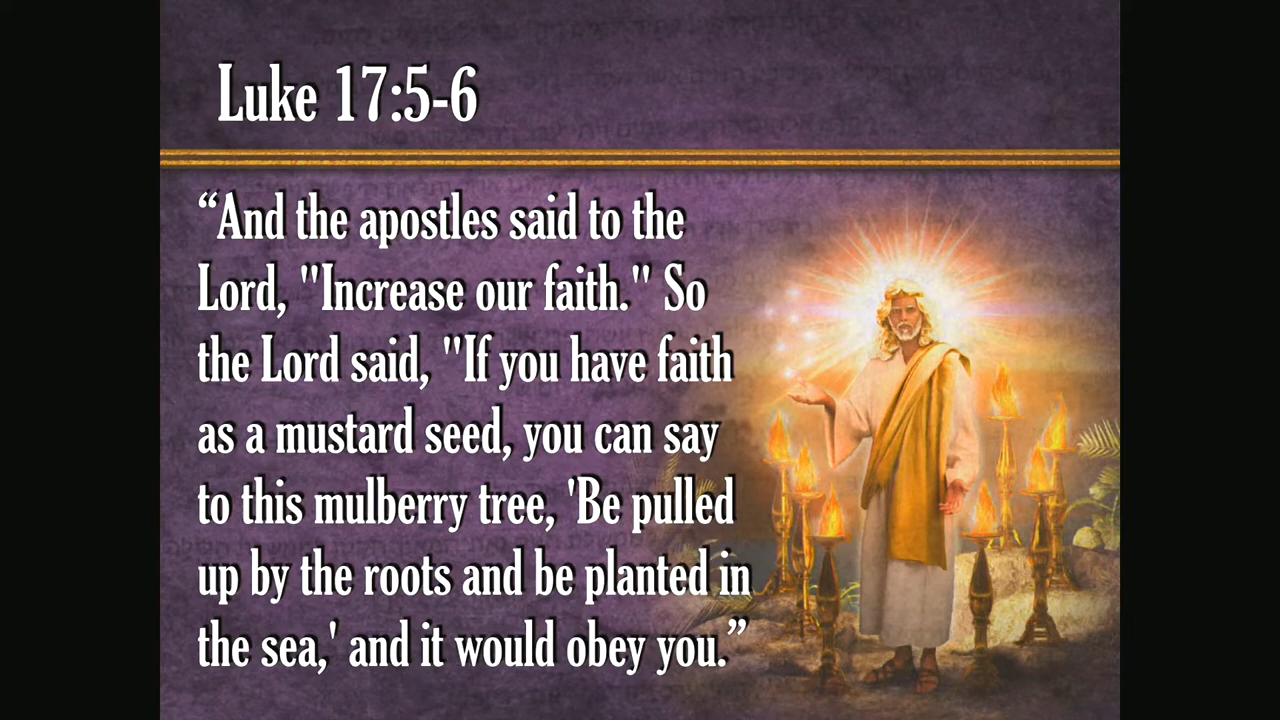 Luke 17:5-6
“And the apostles said to the
Lord, "Increase our faith." So
the Lord said, "If you have faith
as a mustard seed, you can say
to this mulberry tree, 'Be pulled
up by the roots and be planted in
the sea,' and it would obey you.”